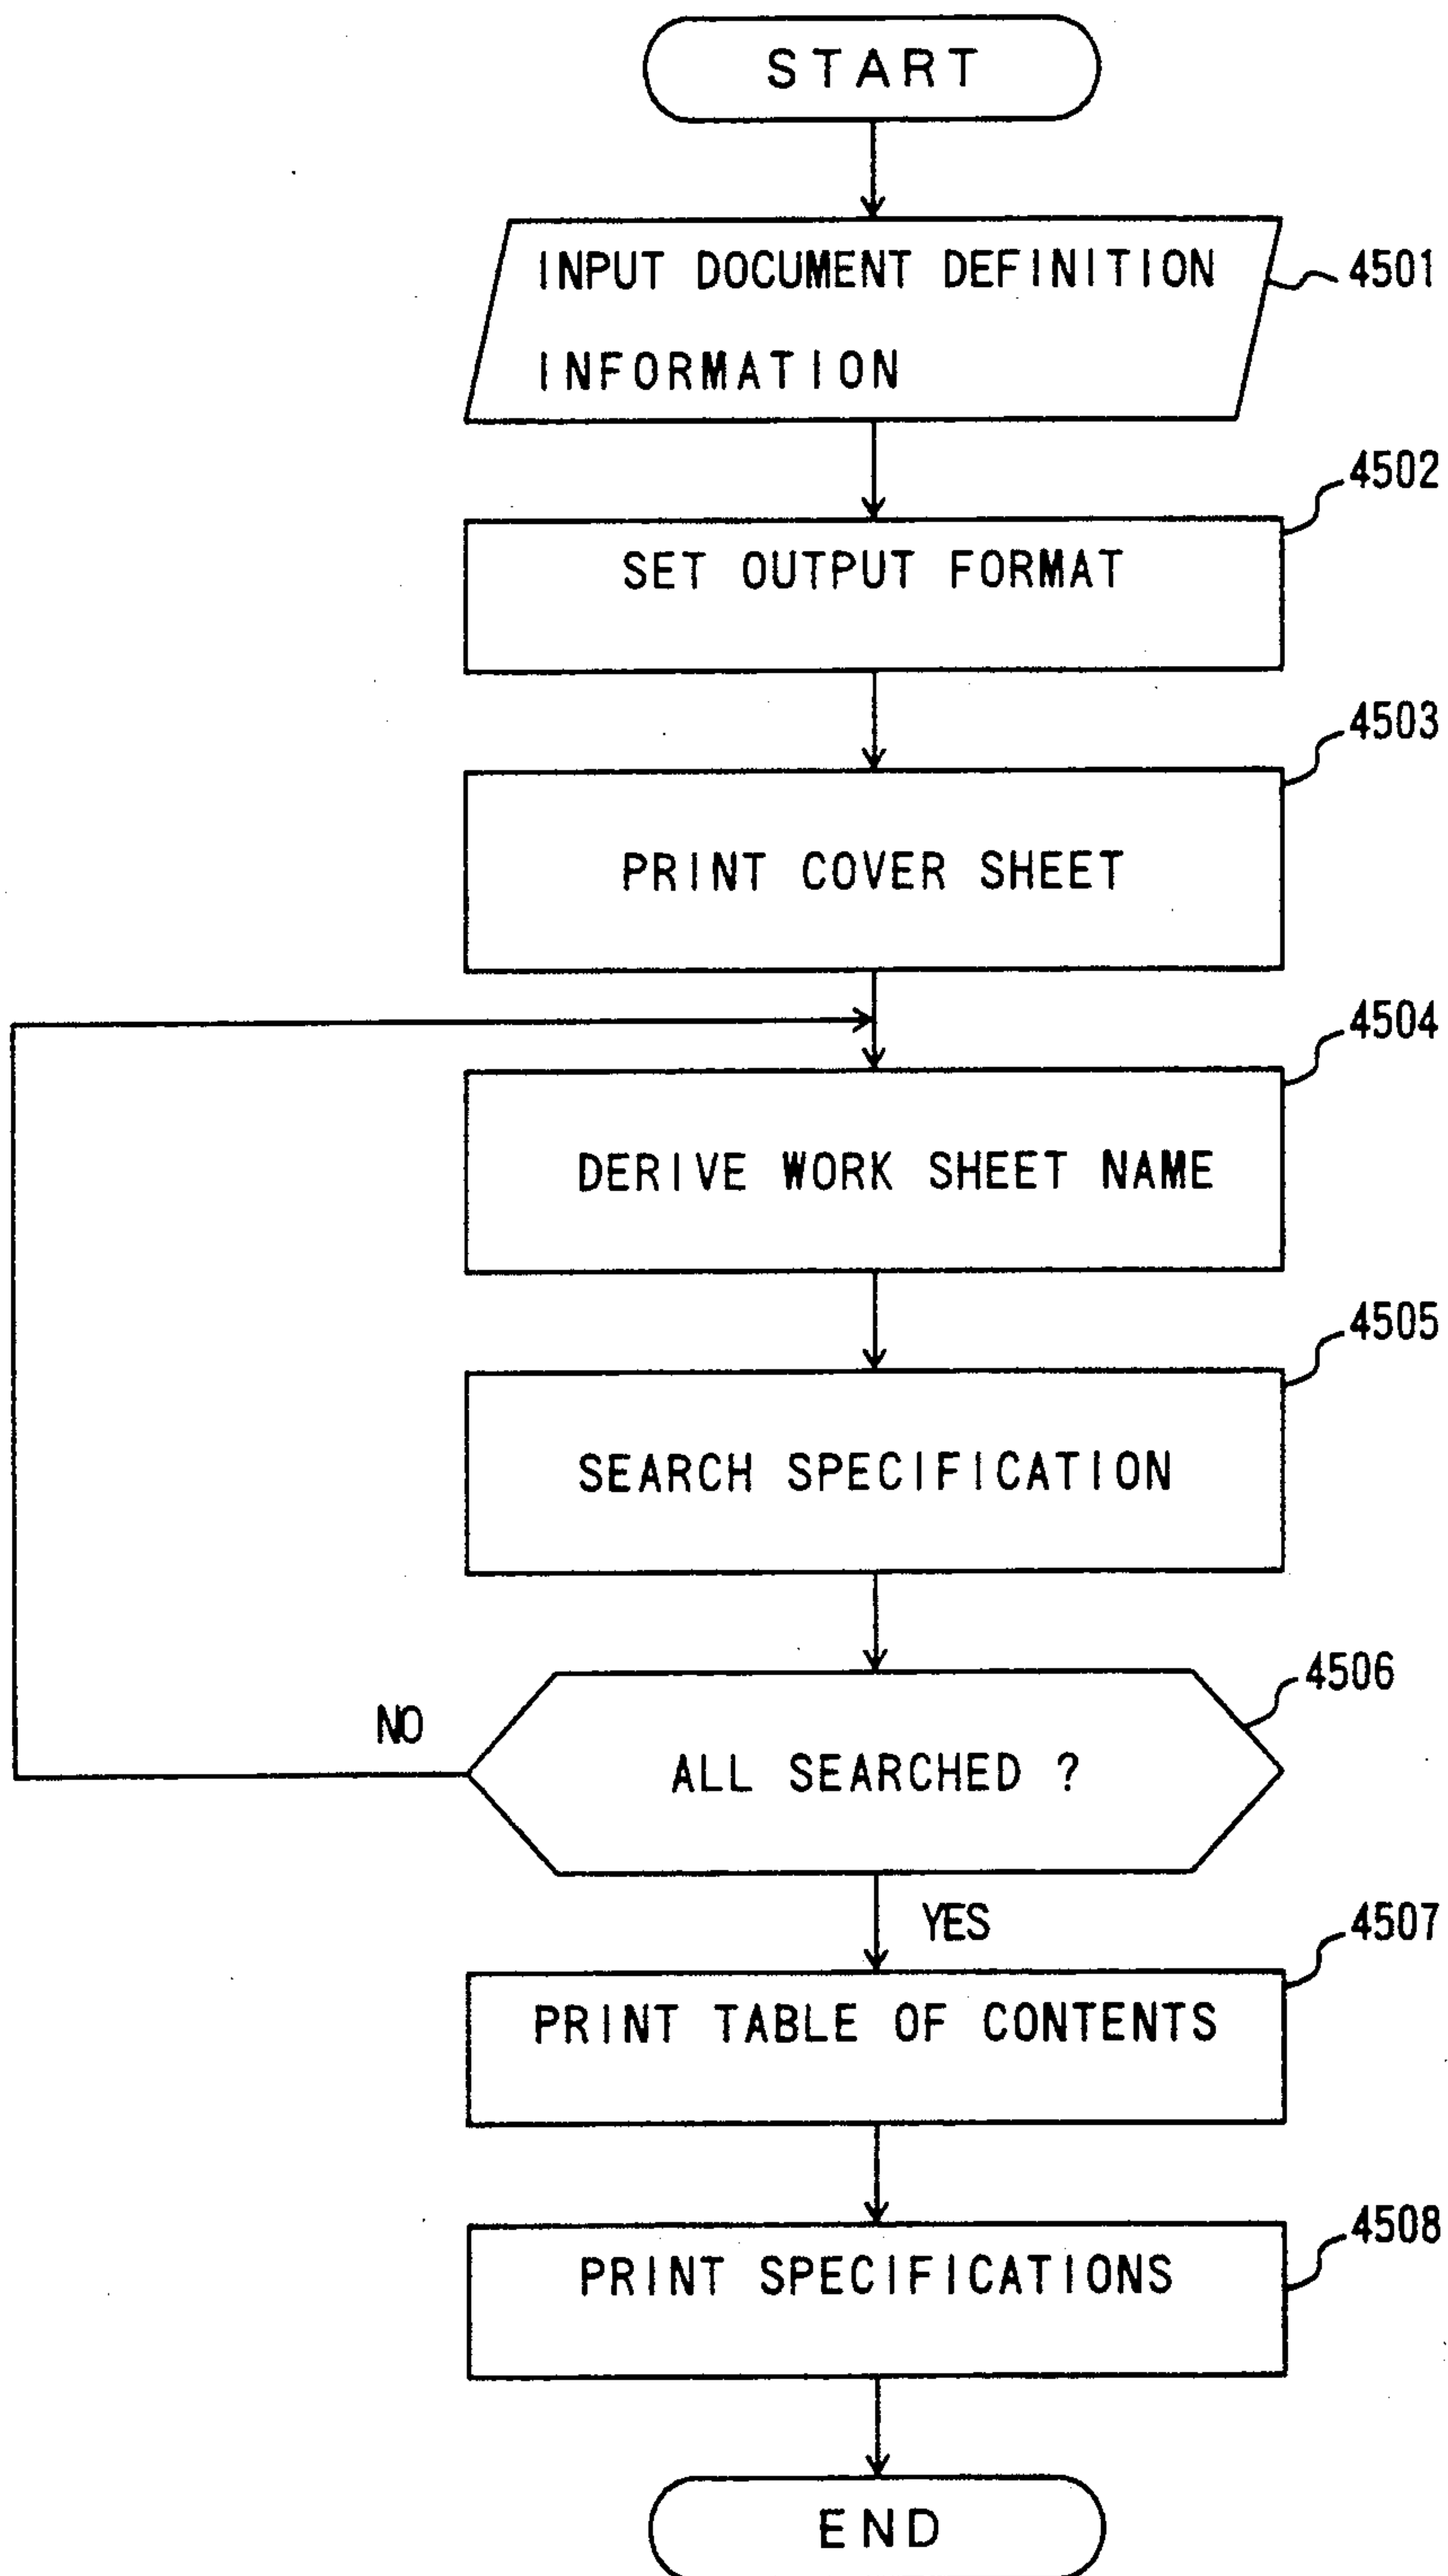 START
INPUT DOCUMENT DEFINITION
INFORMATION
4501
4502
SET OUTPUT FORMAT
4503
PRINT COVER SHEET
4504
DERIVE WORK SHEET NAME
4505
SEARCH SPECIFICATION
4506
NO
ALL SEARCHED ?
YES
4507
PRINT TABLE OF CONTENTS
4508
PRINT SPECIFICATIONS
END